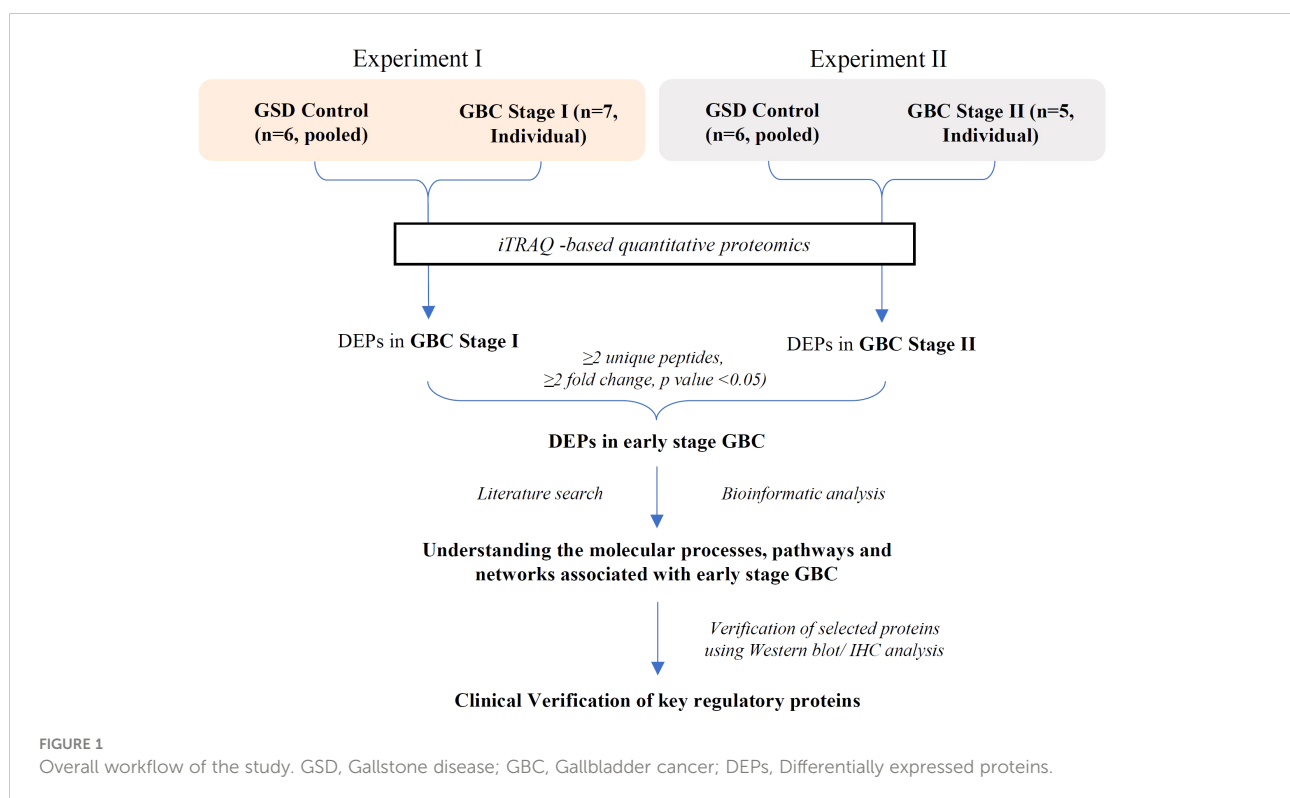 Experiment I
Experiment II
GSD Control
(n=6, pooled)
GBC Stage I (n=7,
Individual)
GSD Control
(n=6, pooled)
GBC Stage II (n=5,
Individual)
iTRAQ -based quantitative proteomics
DEPs in GBC Stage I
DEPs in GBC Stage II
≥2 unique peptides,
≥2 fold change, p value <0.05)
DEPs in early stage GBC
Literature search
Bioinformatic analysis
Understanding the molecular processes, pathways and
networks associated with early stage GBC
Verification of selected proteins
using Western blot/ IHC analysis
Clinical Verification of key regulatory proteins
FIGURE 1
Overall workflow of the study. GSD, Gallstone disease; GBC, Gallbladder cancer; DEPs, Differentially expressed proteins.